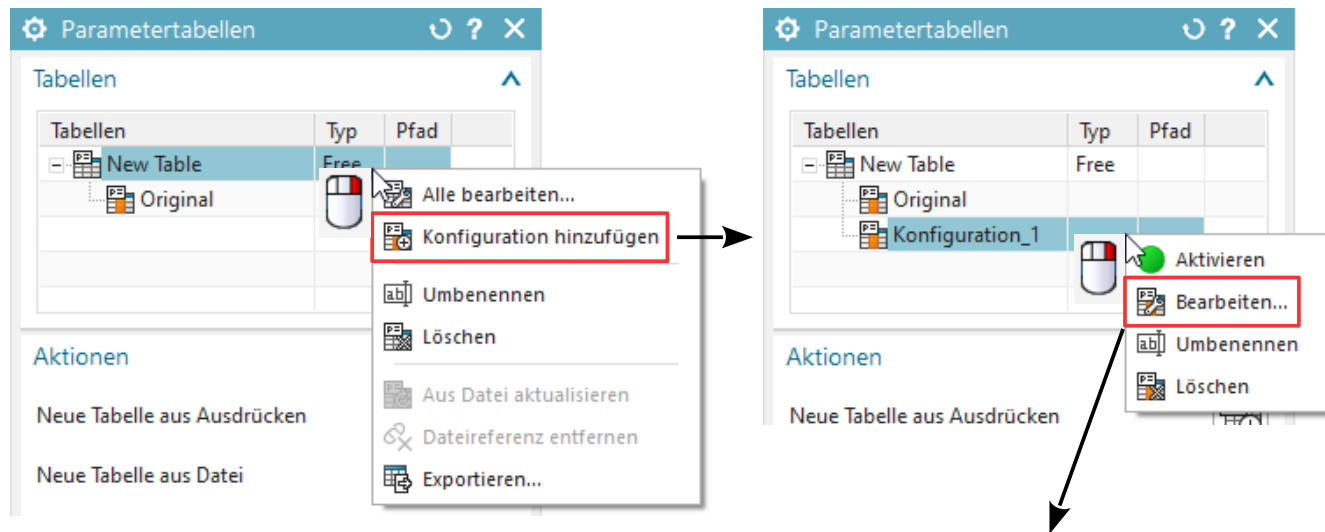 Parametertabellen
Tabellen
Tabellen Typ Pfad
New Table Free
Original
Alle bearbeiten...
Konfiguration hinzufügen
Umbenennen
Löschen
Aus Datei aktualisieren
Dateireferenz entfernen
Exportieren...
Aktionen
Neue Tabelle aus Ausdrücken
Neue Tabelle aus Datei
Parametertabellen
Tabellen
Tabellen Typ Pfad
New Table Free
Original
Konfiguration_1
Aktivieren
Bearbeiten...
Umbenennen
Löschen
Aktionen
Neue Tabelle aus Ausdrücken